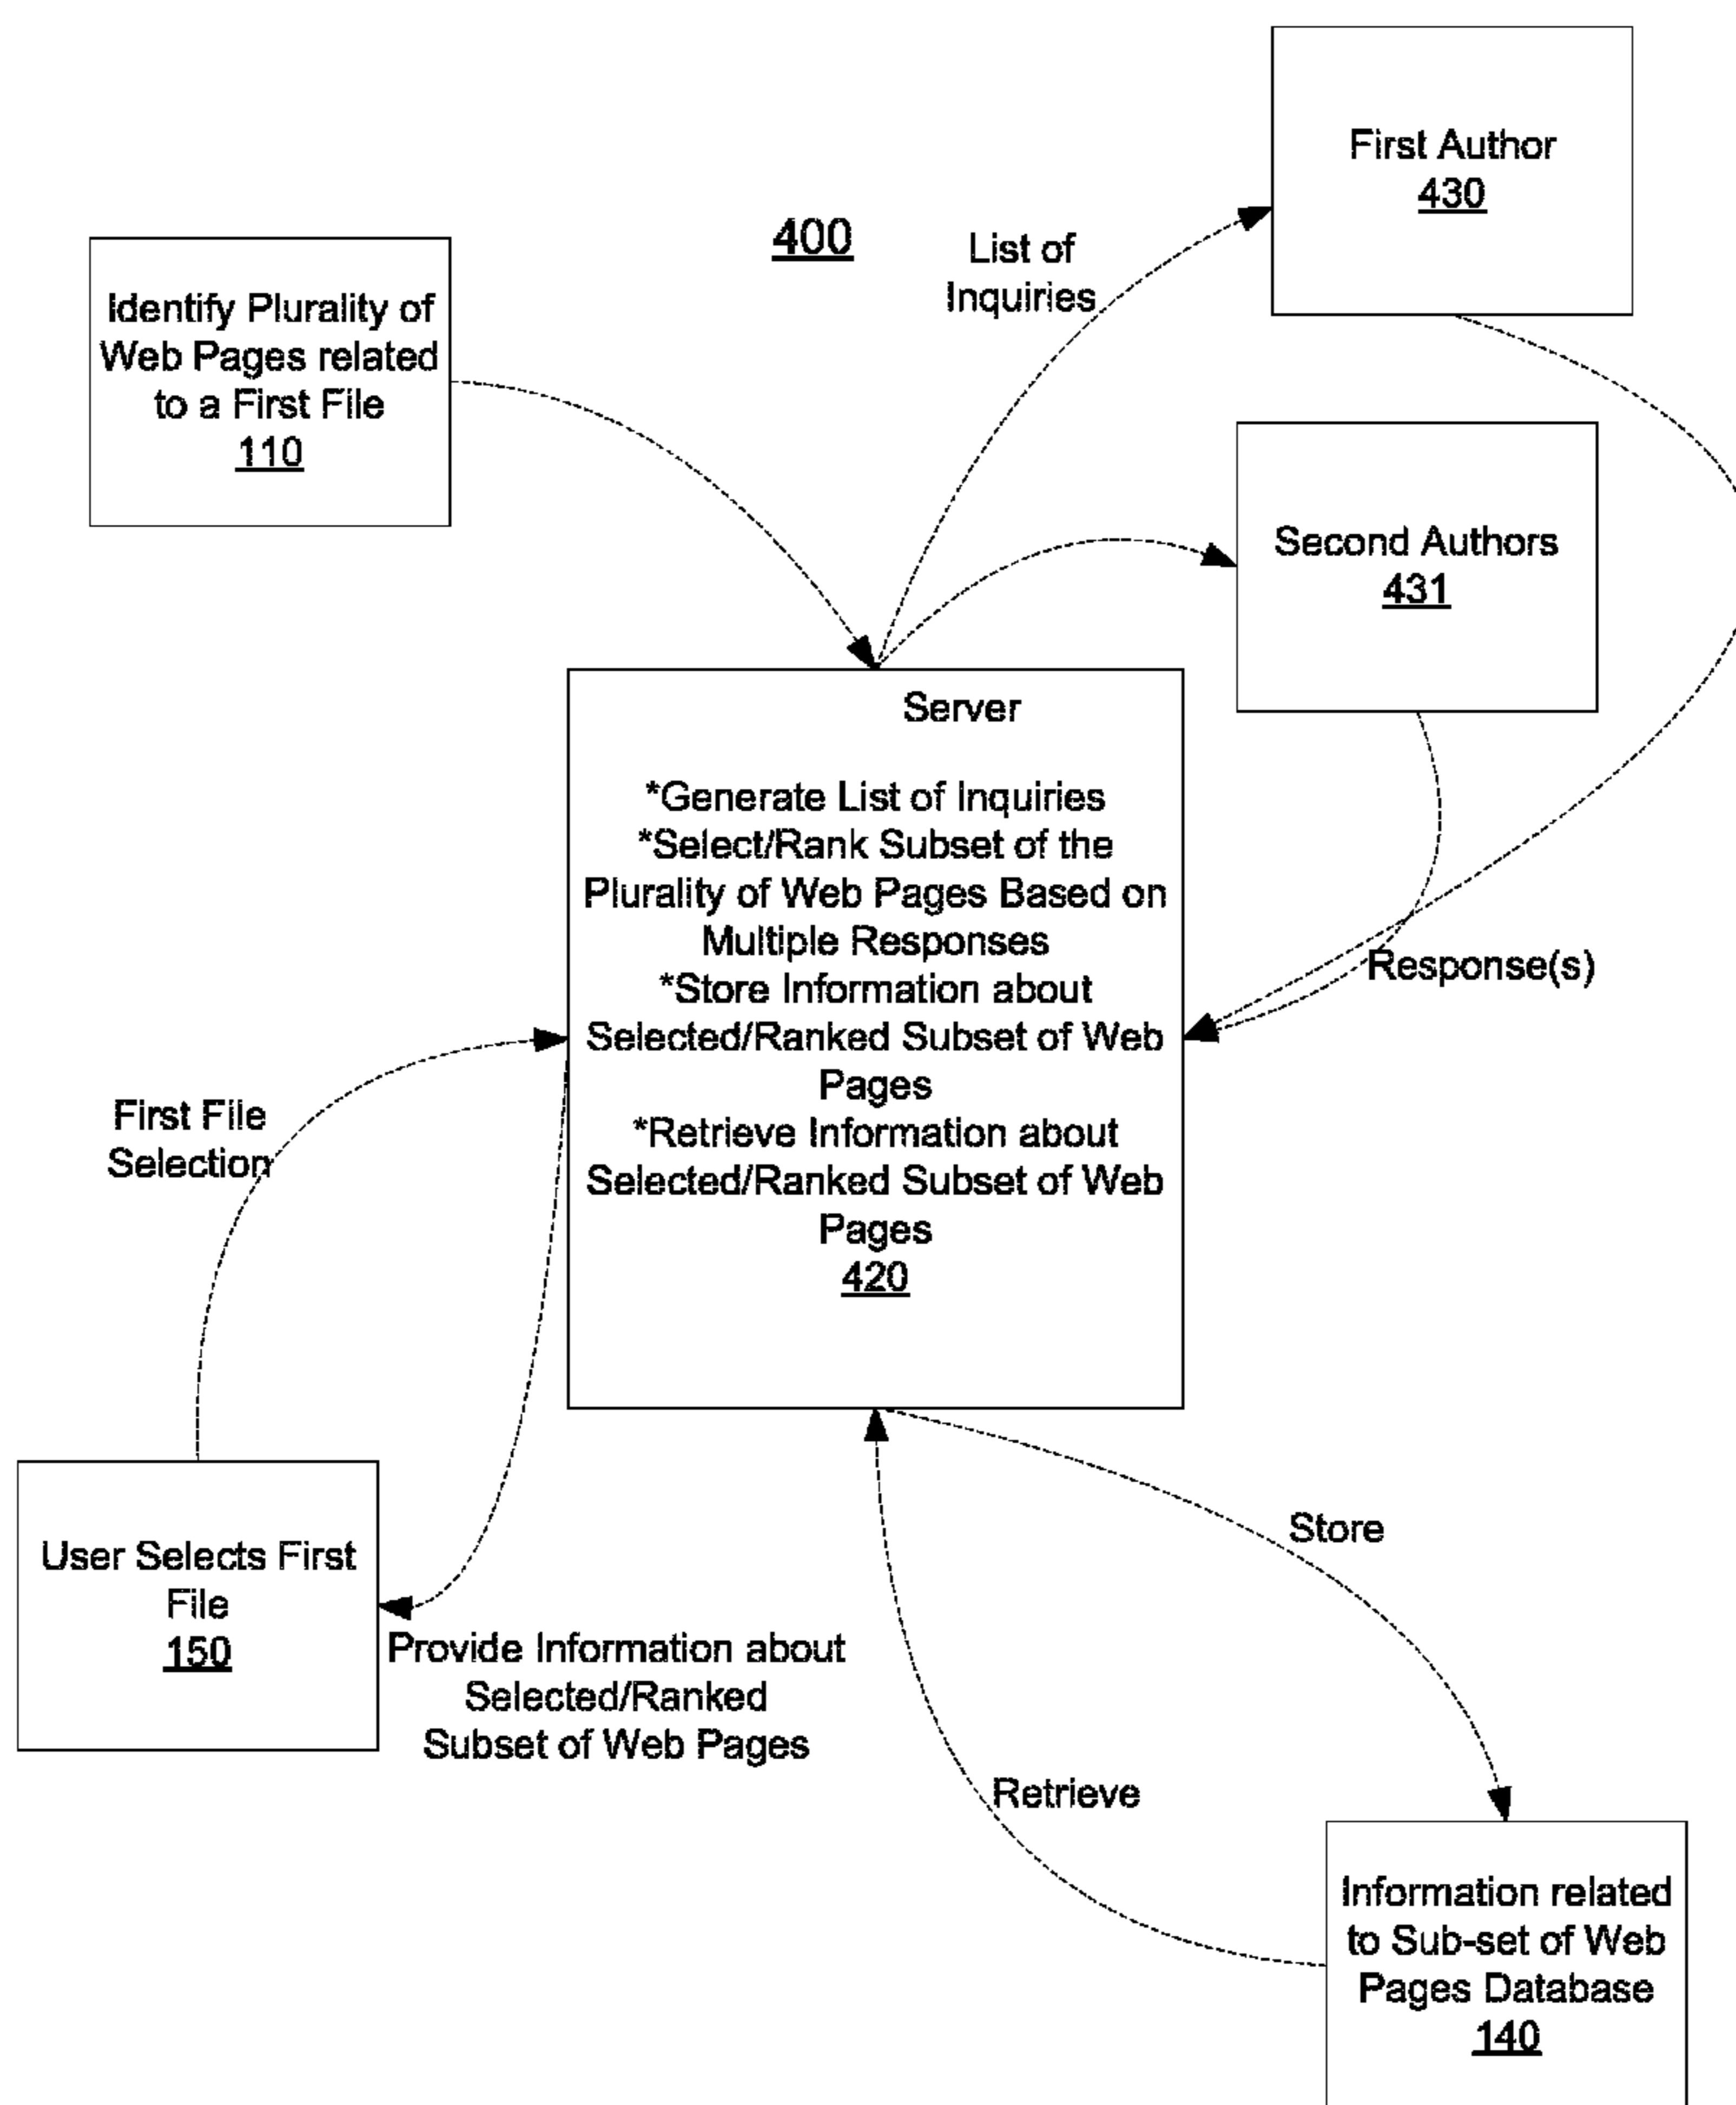 First Author
430
400
List of
Inquiries
Identify Plurality of
Web Pages related
to a First File
110
Second Authors
431
Server
*Generate List of Inquiries
*Select/Rank Subset of the
Plurality of Web Pages Based on
Multiple Responses
*Store Information about
Selected/Ranked Subset of Web
Pages
*Retrieve Information about
Selected/Ranked Subset of Web
Pages
420
Response(s)
First File
Selection
User Selects First
File
150
Provide Information about
Selected/Ranked
Subset of Web Pages
Store
Retrieve
Information related
to Sub-set of Web
Pages Database
140